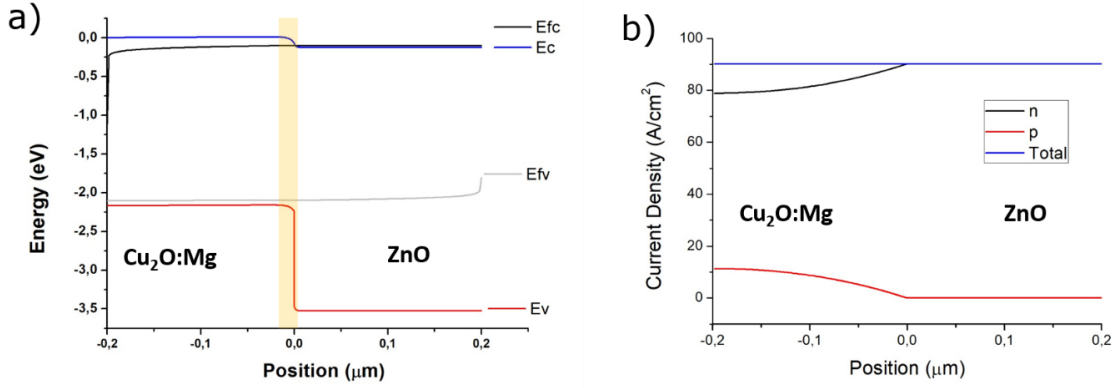 a)
Energy (eV)
0,0
-0,5
-1,0
-1,5
-2,0
-2,5
-3,0
-3,5
Efc
Ec
Efv
Ev
Cu₂O:Mg
ZnO
-0,2
-0,1
0,0
0,1
0,2
Position (μm)
b)
Current Density (A/cm²)
100
80
60
40
20
0
n
p
Total
Cu₂O:Mg
ZnO
-0,2
-0,1
0,0
0,1
0,2
Position (μm)